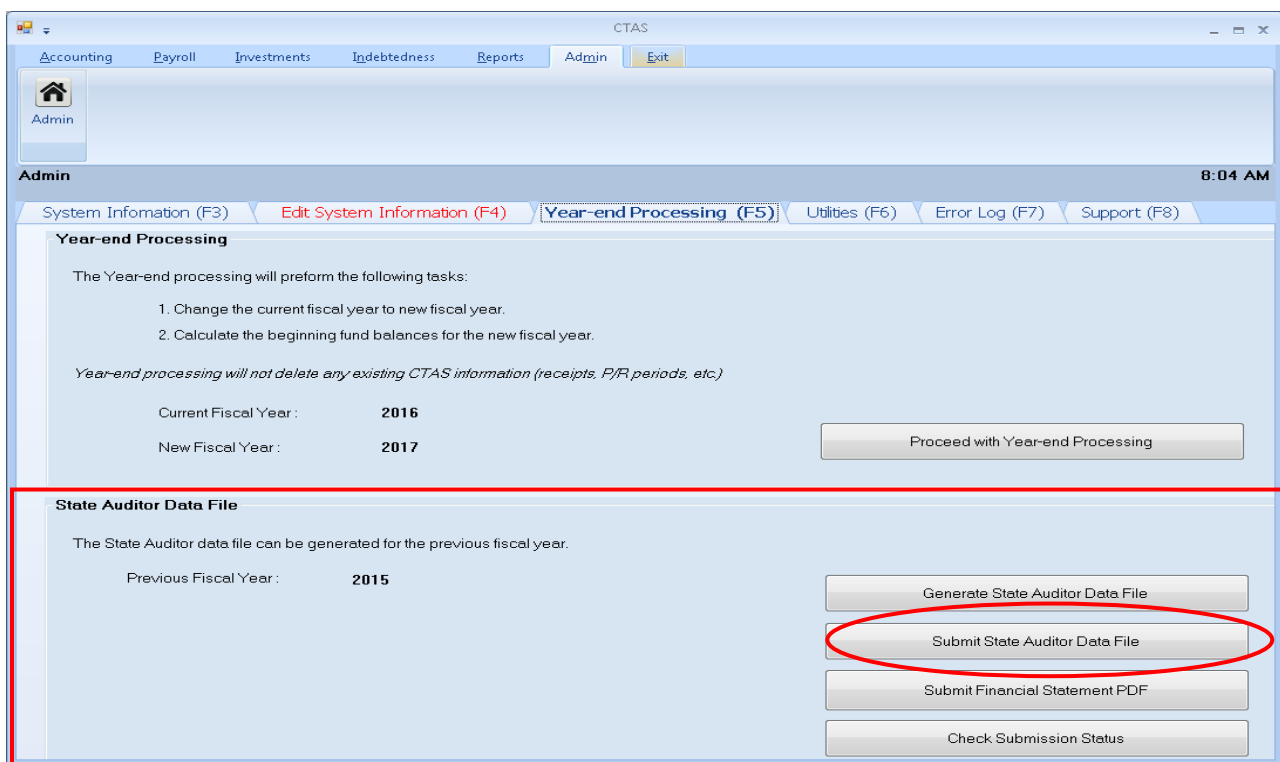 CTAS
Accounting Payroll Investments Indebtedness Reports Admin Exit
Admin
Admin 8:04 AM
System Infomation (F3) Edit System Information (F4) Year-end Processing (F5) Utilities (F6) Error Log (F7) Support (F8)
Year-end Processing
The Year-end processing will preform the following tasks:
1. Change the current fiscal year to new fiscal year.
2. Calculate the beginning fund balances for the new fiscal year.
Year-end processing will not delete any existing CTAS information (receipts, P/R periods, etc.)
Current Fiscal Year : 2016
New Fiscal Year : 2017
Proceed with Year-end Processing
State Auditor Data File
The State Auditor data file can be generated for the previous fiscal year.
Previous Fiscal Year : 2015
Generate State Auditor Data File
Submit State Auditor Data File
Submit Financial Statement PDF
Check Submission Status